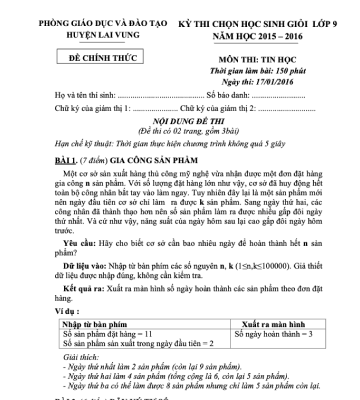 PHÒNG GIÁO DỤC VÀ ĐÀO TẠO
HUYỆN LAI VUNG
KỲ THI CHỌN HỌC SINH GIỎI LỚP 9
NĂM HỌC 2015 – 2016
ĐỀ CHÍNH THỨC
MÔN THI: TIN HỌC
Thời gian làm bài: 150 phút
Ngày thi: 17/01/2016
Họ và tên thí sinh: ........................................ Số báo danh: ........................
Chữ ký của giám thị 1: ................. Chữ ký của giám thị 2: ........................
NỘI DUNG ĐỀ THI
(Đề thi có 02 trang, gồm 3bài)
Hạn chế kỹ thuật: Thời gian thực hiện chương trình không quá 5 giây
BÀI 1. (7 điểm) GIA CÔNG SẢN PHẨM
Một cơ sở sản xuất hàng thủ công mỹ nghệ vừa nhận được một đơn đặt hàng
gia công n sản phẩm. Với số lượng đặt hàng lớn như vậy, cơ sở đã huy động hết
toàn bộ công nhân bắt tay vào làm ngay. Tuy nhiên đây lại là một sản phẩm mới
nên ngày đầu tiên cơ sở chỉ làm ra được k sản phẩm. Sang ngày thứ hai, các
công nhân đã thành thạo hơn nên số sản phẩm làm ra được nhiều gấp đôi ngày
thứ nhất. Và cứ như vậy, năng suất của ngày hôm sau lại cao gấp đôi ngày hôm
trước.
Yêu cầu: Hãy cho biết cơ sở cần bao nhiêu ngày để hoàn thành hết n sản
phẩm?
Dữ liệu vào: Nhập từ bàn phím các số nguyên n, k (1≤n,k≤100000). Giả thiết
dữ liệu được nhập đúng, không cần kiểm tra.
Kết quả ra: Xuất ra màn hình số ngày hoàn thành các sản phẩm theo đơn đặt
hàng.
Ví dụ :
Nhập từ bàn phím
Xuất ra màn hình
Số sản phẩm đặt hàng = 11
Số sản phẩm sản xuất trong ngày đầu tiên = 2
Số ngày hoàn thành = 3
Giải thích:
- Ngày thứ nhất làm 2 sản phẩm (còn lại 9 sản phẩm).
- Ngày thứ hai làm 4 sản phẩm (tổng cộng là 6, còn lại 5 sản phẩm).
- Ngày thứ ba có thể làm được 8 sản phẩm nhưng chỉ làm 5 sản phẩm còn lại.